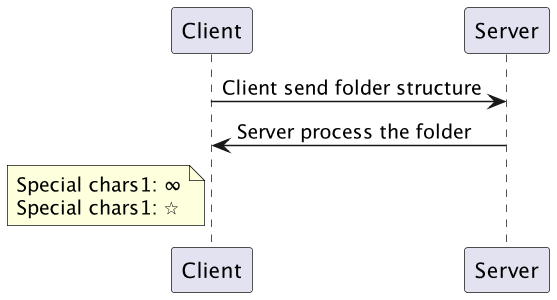 Client
Server
Client send folder structure
Server process the folder
Special chars1: ∞
Special chars1: ☆
Client
Server